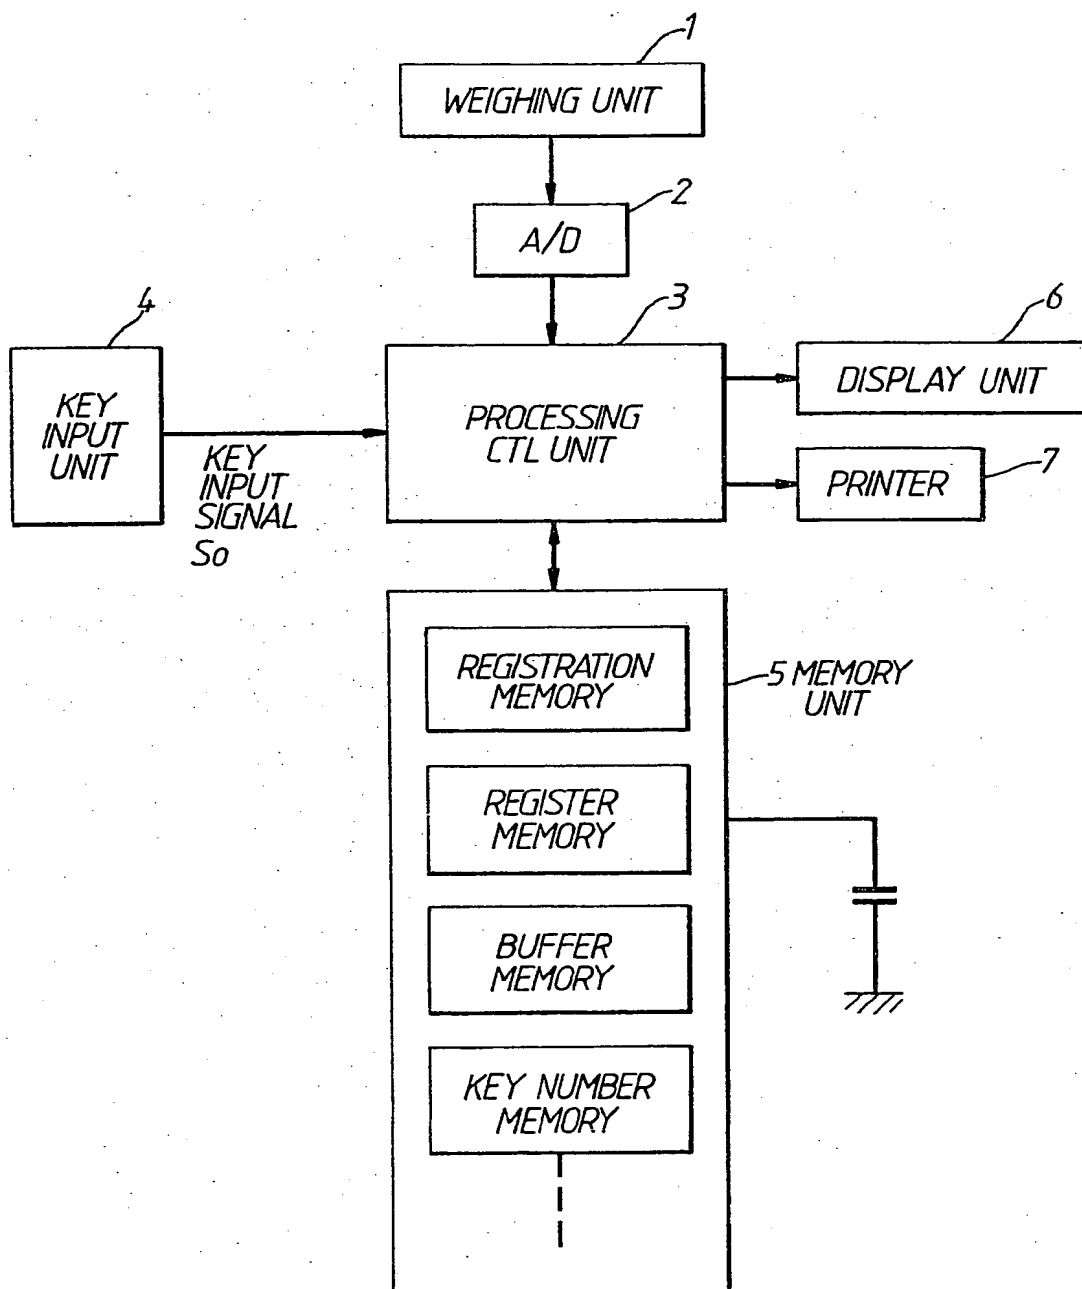 1
WEIGHING UNIT
2
A/D
3
4
6
KEY
INPUT
UNIT
PROCESSING
CTL UNIT
DISPLAY UNIT
KEY
INPUT
SIGNAL
So
7
PRINTER
REGISTRATION
MEMORY
5 MEMORY
UNIT
REGISTER
MEMORY
BUFFER
MEMORY
KEY NUMBER
MEMORY